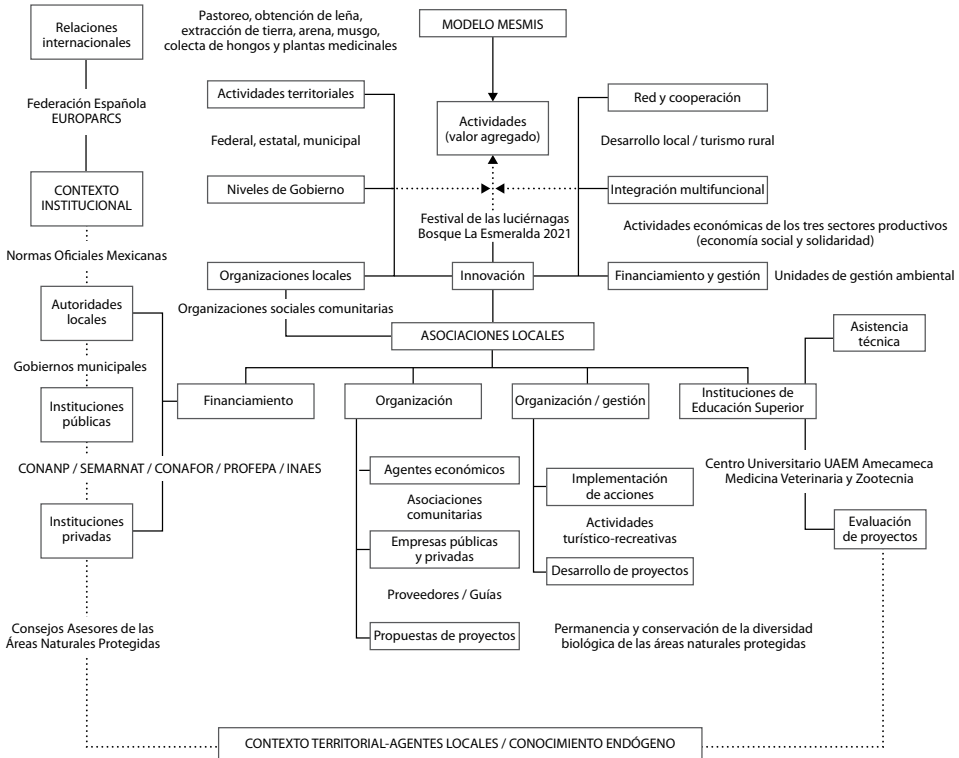 Relaciones
internacionales
Pastoreo, obtención de leña,
extracción de tierra, arena, musgo,
colecta de hongos y plantas medicinales
MODELO MESMIS
Federación Española
EUROPARCS
Actividades territoriales
Actividades
(valor agregado)
Red y cooperación
Federal, estatal, municipal
Desarrollo local / turismo rural
CONTEXTO
INSTITUCIONAL
Niveles de Gobierno
Integración multifuncional
Festival de las luciérnagas
Bosque La Esmeralda 2021
Actividades económicas de los tres sectores productivos
(economía social y solidaridad)
Normas Oficiales Mexicanas
Organizaciones locales
Innovación
Financiamiento y gestión
Unidades de gestión ambiental
Autoridades
locales
Organizaciones sociales comunitarias
ASOCIACIONES LOCALES
Asistencia
técnica
Gobiernos municipales
Instituciones
públicas
Financiamiento
Organización
Organización / gestión
Instituciones de
Educación Superior
CONANP / SEMARNAT / CONAFOR / PROFEPA / INAES
Agentes económicos
Implementación
de acciones
Centro Universitario UAEM Amecameca
Medicina Veterinaria y Zootecnia
Asociaciones
comunitarias
Instituciones
privadas
Actividades
turístico-recreativas
Evaluación
de proyectos
Empresas públicas
y privadas
Desarrollo de proyectos
Proveedores / Guías
Consejos Asesores de las
Áreas Naturales Protegidas
Propuestas de proyectos
Permanencia y conservación de la diversidad
biológica de las áreas naturales protegidas
CONTEXTO TERRITORIAL-AGENTES LOCALES / CONOCIMIENTO ENDÓGENO